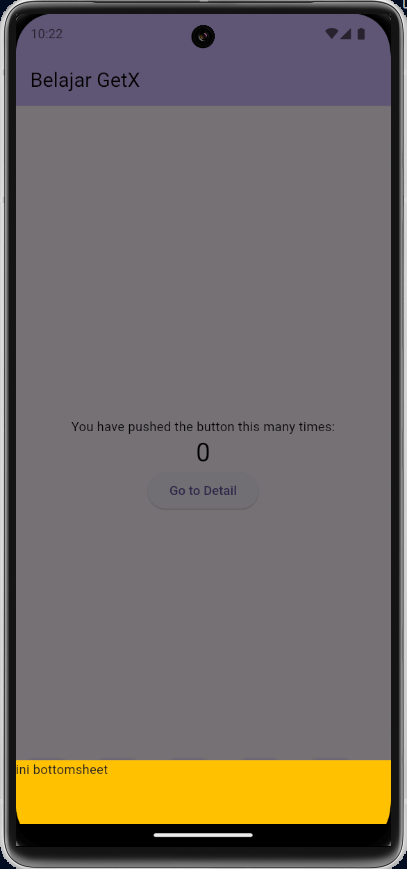 10:22
Belajar GetX
You have pushed the button this many times:
0
Go to Detail
ini bottomsheet